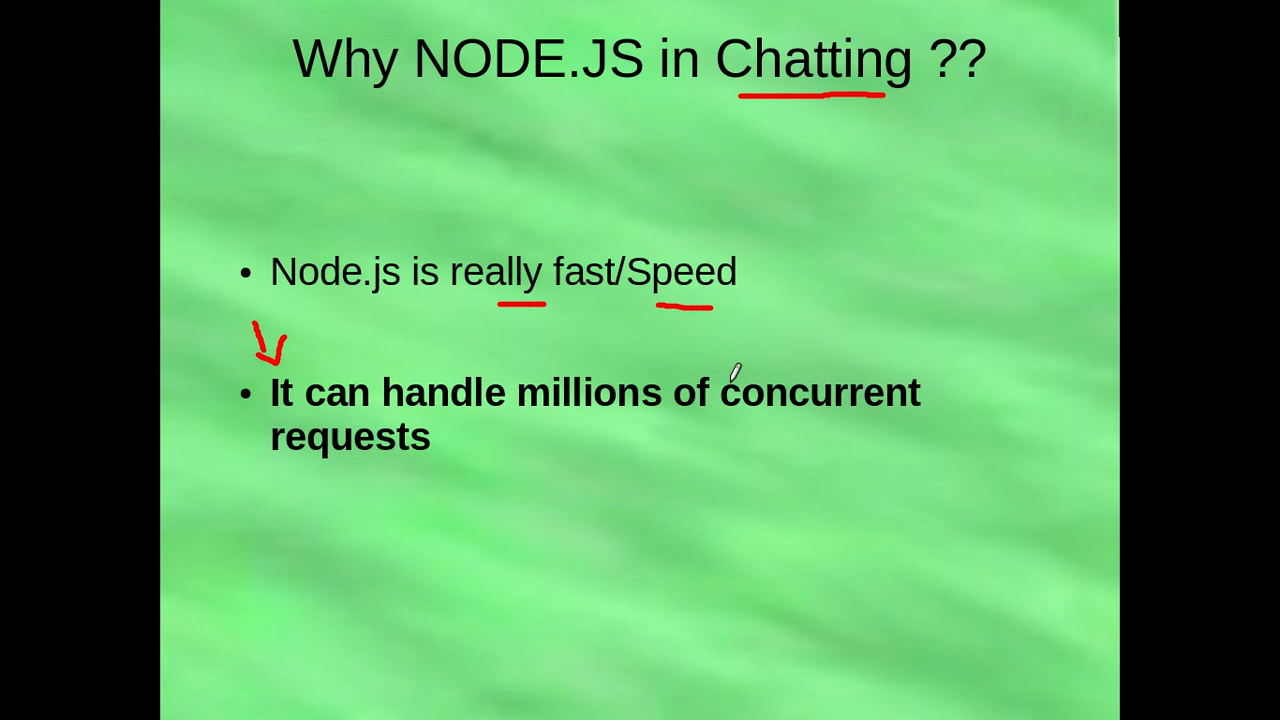 Why NODE.JS in Chatting ??
• Node.js is really fast/Speed
• It can handle millions of concurrent
requests